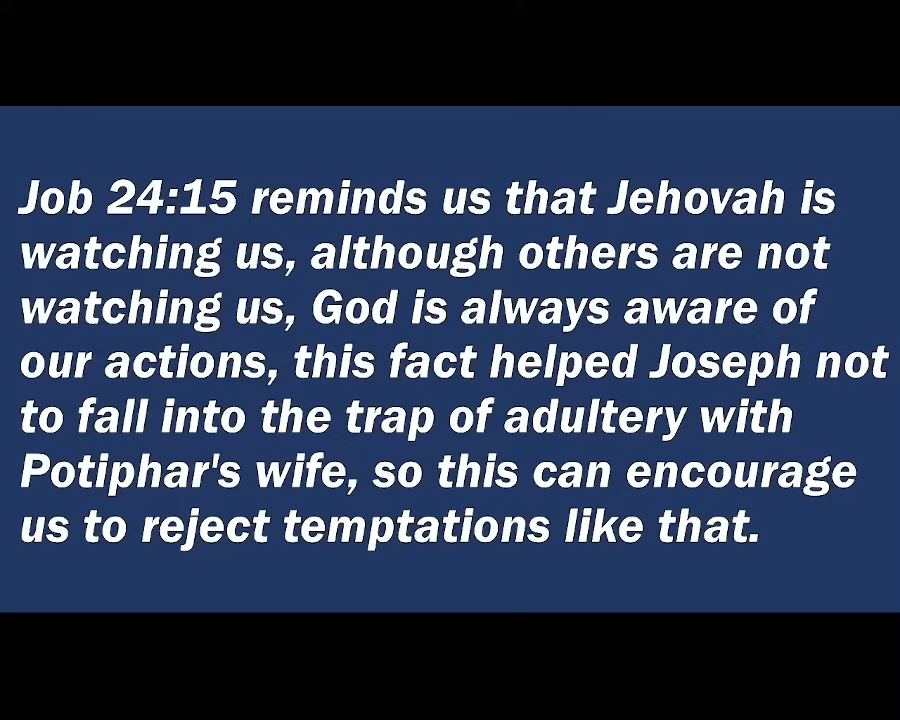 Job 24:15 reminds us that Jehovah is
watching us, although others are not
watching us, God is always aware of
our actions, this fact helped Joseph not
to fall into the trap of adultery with
Potiphar's wife, so this can encourage
us to reject temptations like that.